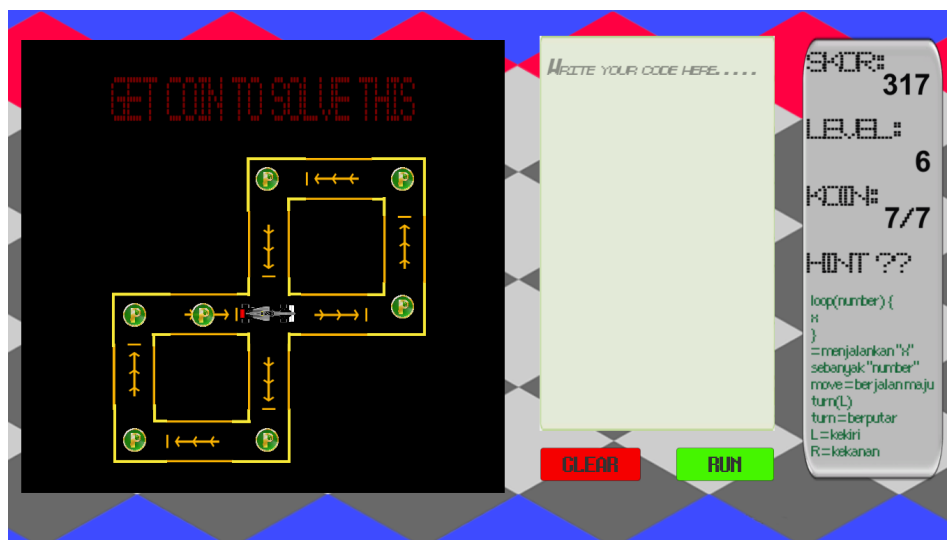 GET COIN TO SOLVE THIS
P P
P P P
P P
Write your code here.....
CLEAR RUN
SKOR:
317
LEVEL:
6
KOIN:
7/7
HINT ??
loop(number) {
x
}
=menjalankan "X"
sebanyak "number"
move=berjalan maju
turn(L)
turn=berputar
L=kekiri
R=kekanan